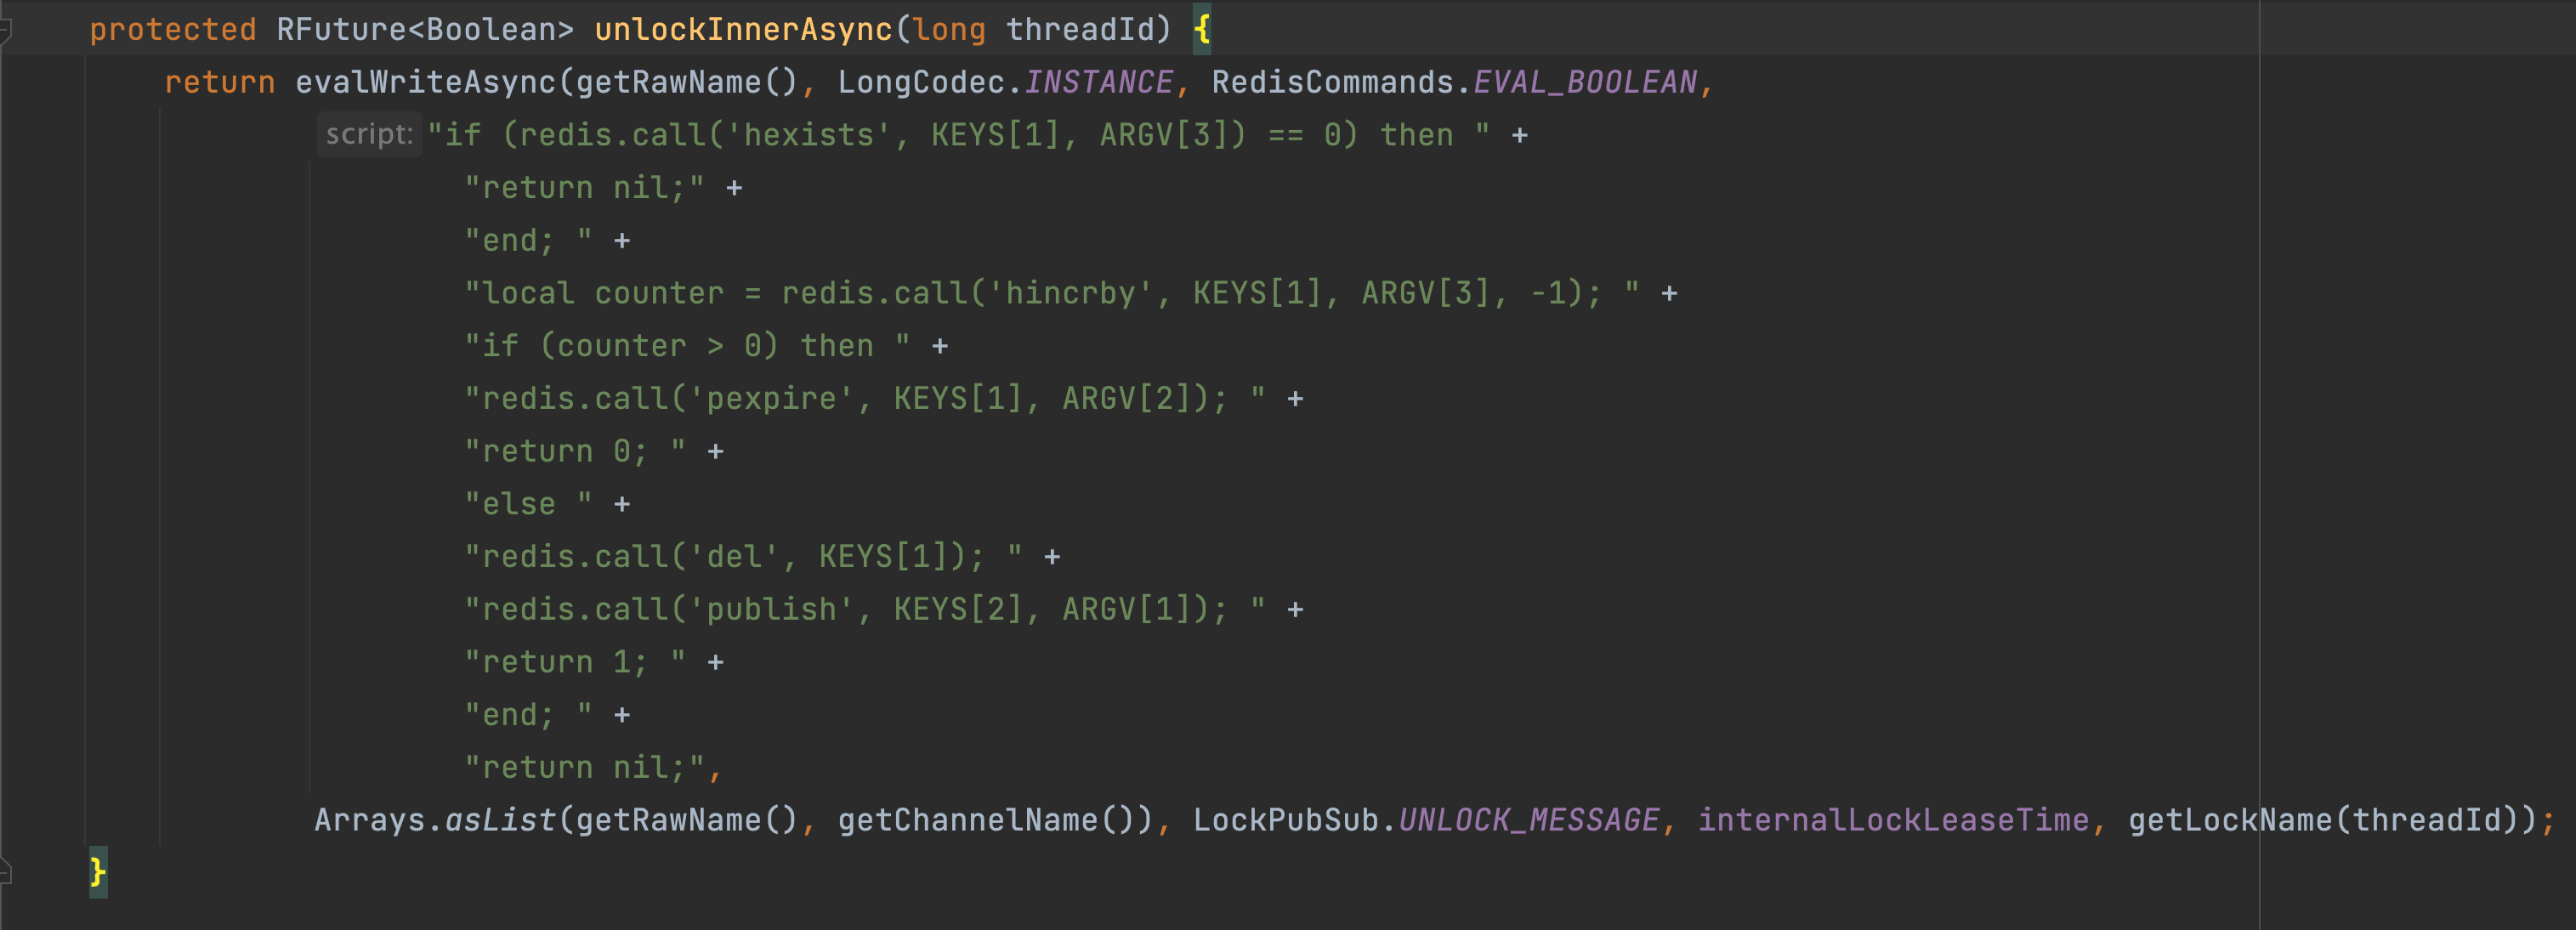 protected RFuture<Boolean> unlockInnerAsync(long threadId) {
return evalWriteAsync(getRawName(), LongCodec.INSTANCE, RedisCommands.EVAL_BOOLEAN,
script: "if (redis.call('hexists', KEYS[1], ARGV[3]) == 0) then " +
"return nil;" +
"end; " +
"local counter = redis.call('hincrby', KEYS[1], ARGV[3], -1); " +
"if (counter > 0) then " +
"redis.call('pexpire', KEYS[1], ARGV[2]); " +
"return 0; " +
"else " +
"redis.call('del', KEYS[1]); " +
"redis.call('publish', KEYS[2], ARGV[1]); " +
"return 1; " +
"end; " +
"return nil;",
Arrays.asList(getRawName(), getChannelName()), LockPubSub.UNLOCK_MESSAGE, internalLockLeaseTime, getLockName(threadId));
}